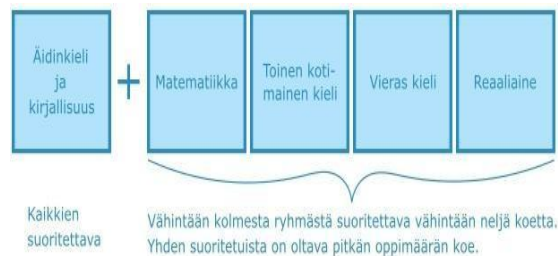 Äidinkieli
ja
kirjallisuus
+
Matematiikka
Toinen koti-
mainen kieli
Vieras kieli
Reaaliaine
Kaikkien
suoritettava
Vähintään kolmesta ryhmästä suoritettava vähintään neljä koetta.
Yhden suoritetuista on oltava pitkän oppimäärän koe.